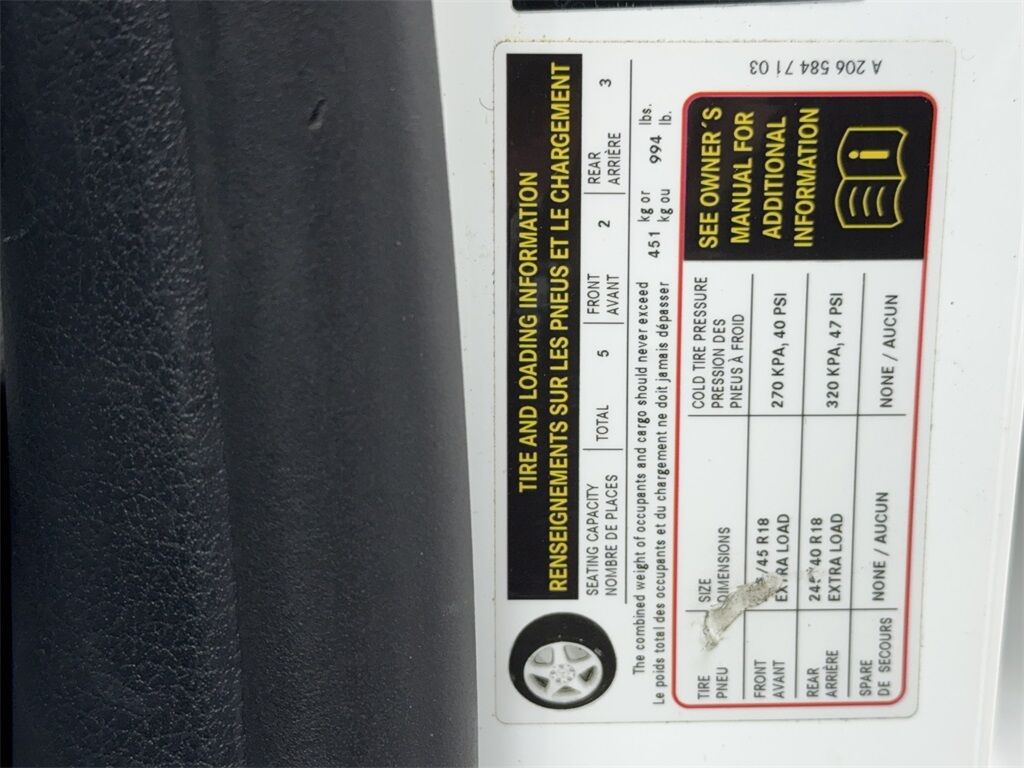 TIRE AND LOADING INFORMATION
RENSEIGNEMENTS SUR LES PNEUS ET LE CHARGEMENT
SEATING CAPACITY
NOMBRE DE PLACES
TOTAL 5
FRONT
AVANT
2
REAR
ARRIÈRE
3
The combined weight of occupants and cargo should never exceed 451 kg or 994 lbs.
Le poids total des occupants et du chargement ne doit jamais dépasser kg ou lb.
TIRE
PNEU
SIZE
DIMENSIONS
COLD TIRE PRESSURE
PRESSION DES
PNEUS À FROID
FRONT
AVANT
/45 R18
EXTRA LOAD
270 KPA, 40 PSI
REAR
ARRIÈRE
40 R18
EXTRA LOAD
320 KPA, 47 PSI
SPARE
DE SECOURS
NONE / AUCUN
NONE / AUCUN
SEE OWNER'S
MANUAL FOR
ADDITIONAL
INFORMATION
A 206 584 71 03